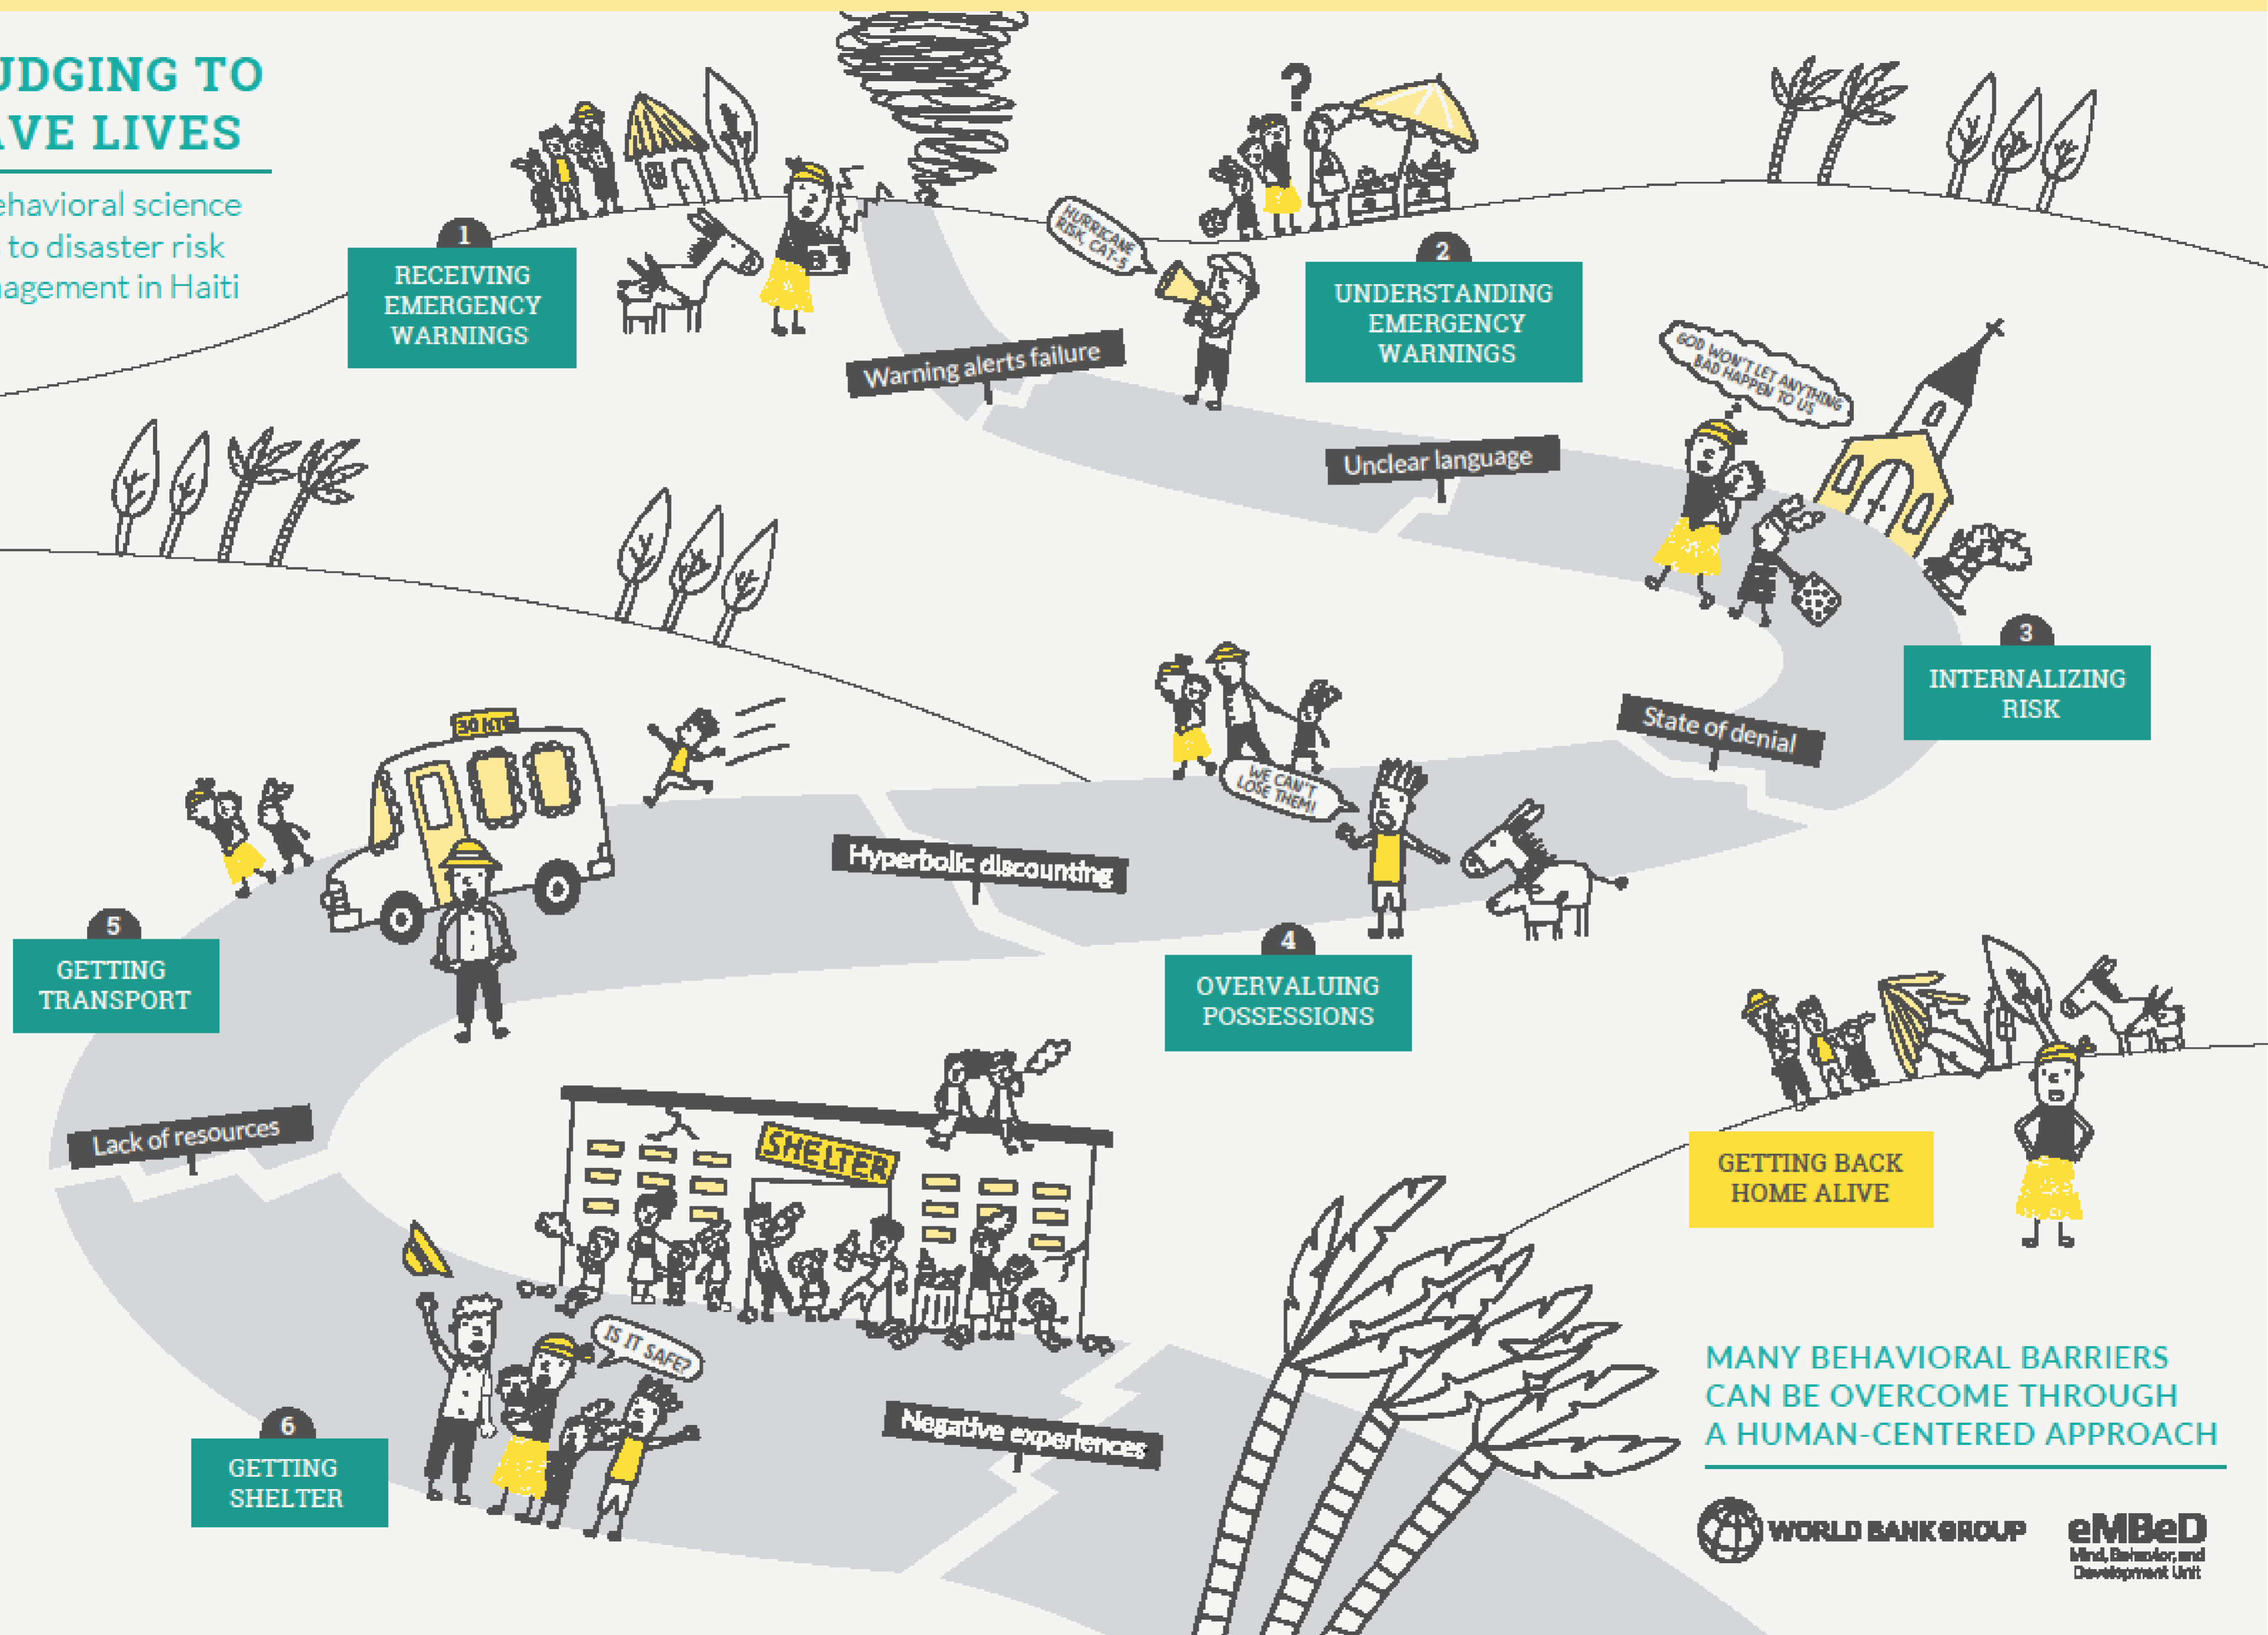 UDGING TO
AVE LIVES
ehavioral science
to disaster risk
nagement in Haiti
1
RECEIVING
EMERGENCY
WARNINGS
Warning alerts failure
HURRICANE
RISK, CAT-5
?
2
UNDERSTANDING
EMERGENCY
WARNINGS
Unclear language
GOD WON'T LET ANYTHING
BAD HAPPEN TO US
3
INTERNALIZING
RISK
State of denial
WE CAN'T
LOSE THEM!
4
OVERVALUING
POSSESSIONS
Hyperbolic discounting
5
GETTING
TRANSPORT
Lack of resources
SHELTER
IS IT SAFE?
6
GETTING
SHELTER
Negative experiences
GETTING BACK
HOME ALIVE
MANY BEHAVIORAL BARRIERS
CAN BE OVERCOME THROUGH
A HUMAN-CENTERED APPROACH
WORLD BANK GROUP
eMBeD
Mind, Behavior, and
Development Unit